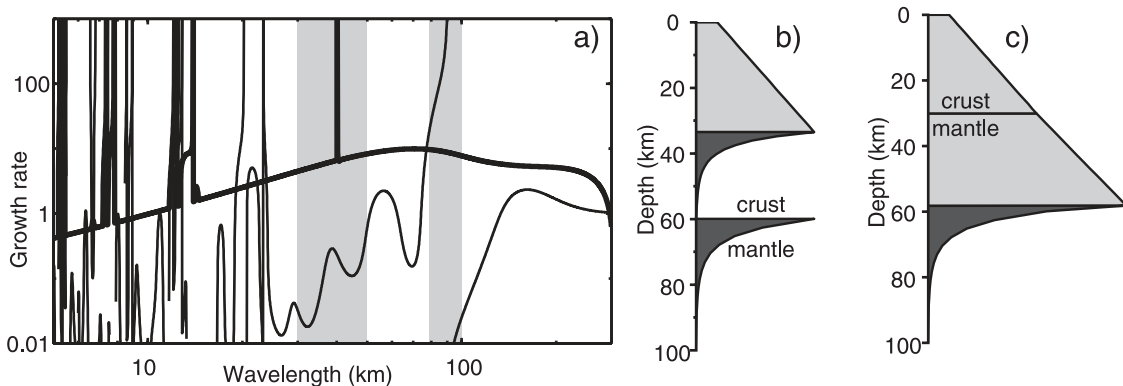 a)
100
1
0.01
Growth rate
10
100
Wavelength (km)
b)
0
20
40
60
80
100
Depth (km)
crust
mantle
c)
0
20
40
60
80
100
Depth (km)
crust
mantle